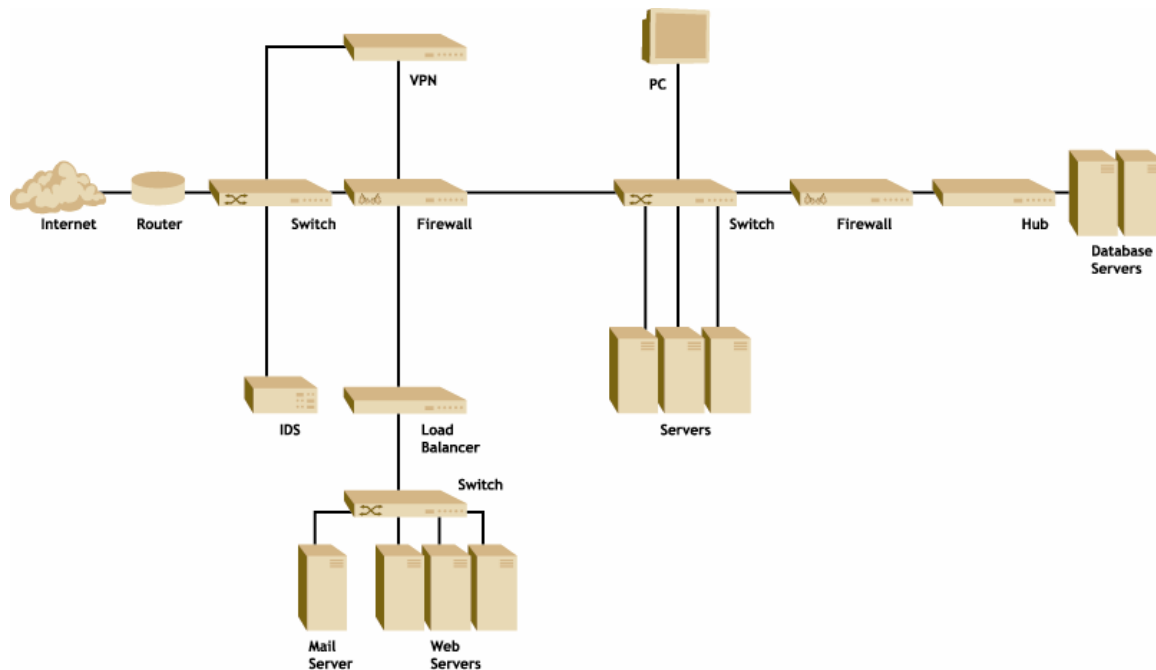 VPN
PC
Internet
Router
Switch
Firewall
Switch
Firewall
Hub
Database
Servers
IDS
Load
Balancer
Servers
Switch
Mail
Server
Web
Servers